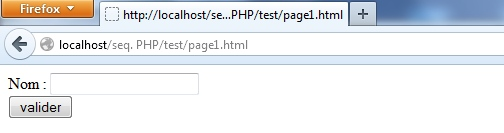 Firefox
http://localhost/se...PHP/test/page1.html
localhost/seq. PHP/test/page1.html
Nom :
valider